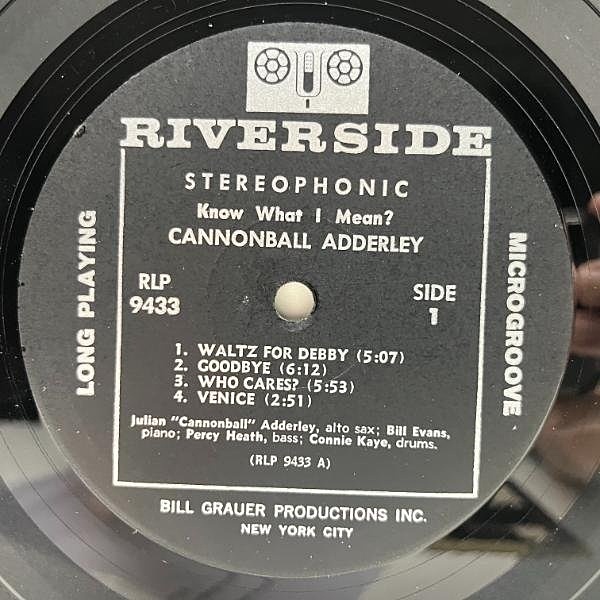 RIVERSIDE
STEREOPHONIC
Know What I Mean?
CANNONBALL ADDERLEY
LONG PLAYING
RLP
9433
SIDE
1
MICROGROOVE
1. WALTZ FOR DEBBY (5:07)
2. GOODBYE (6:12)
3. WHO CARES? (5:53)
4. VENICE (2:51)
Julian "Cannonball" Adderley, alto sax; Bill Evans,
piano; Percy Heath, bass; Connie Kaye, drums.
(RLP 9433 A)
BILL GRAUER PRODUCTIONS INC.
NEW YORK CITY